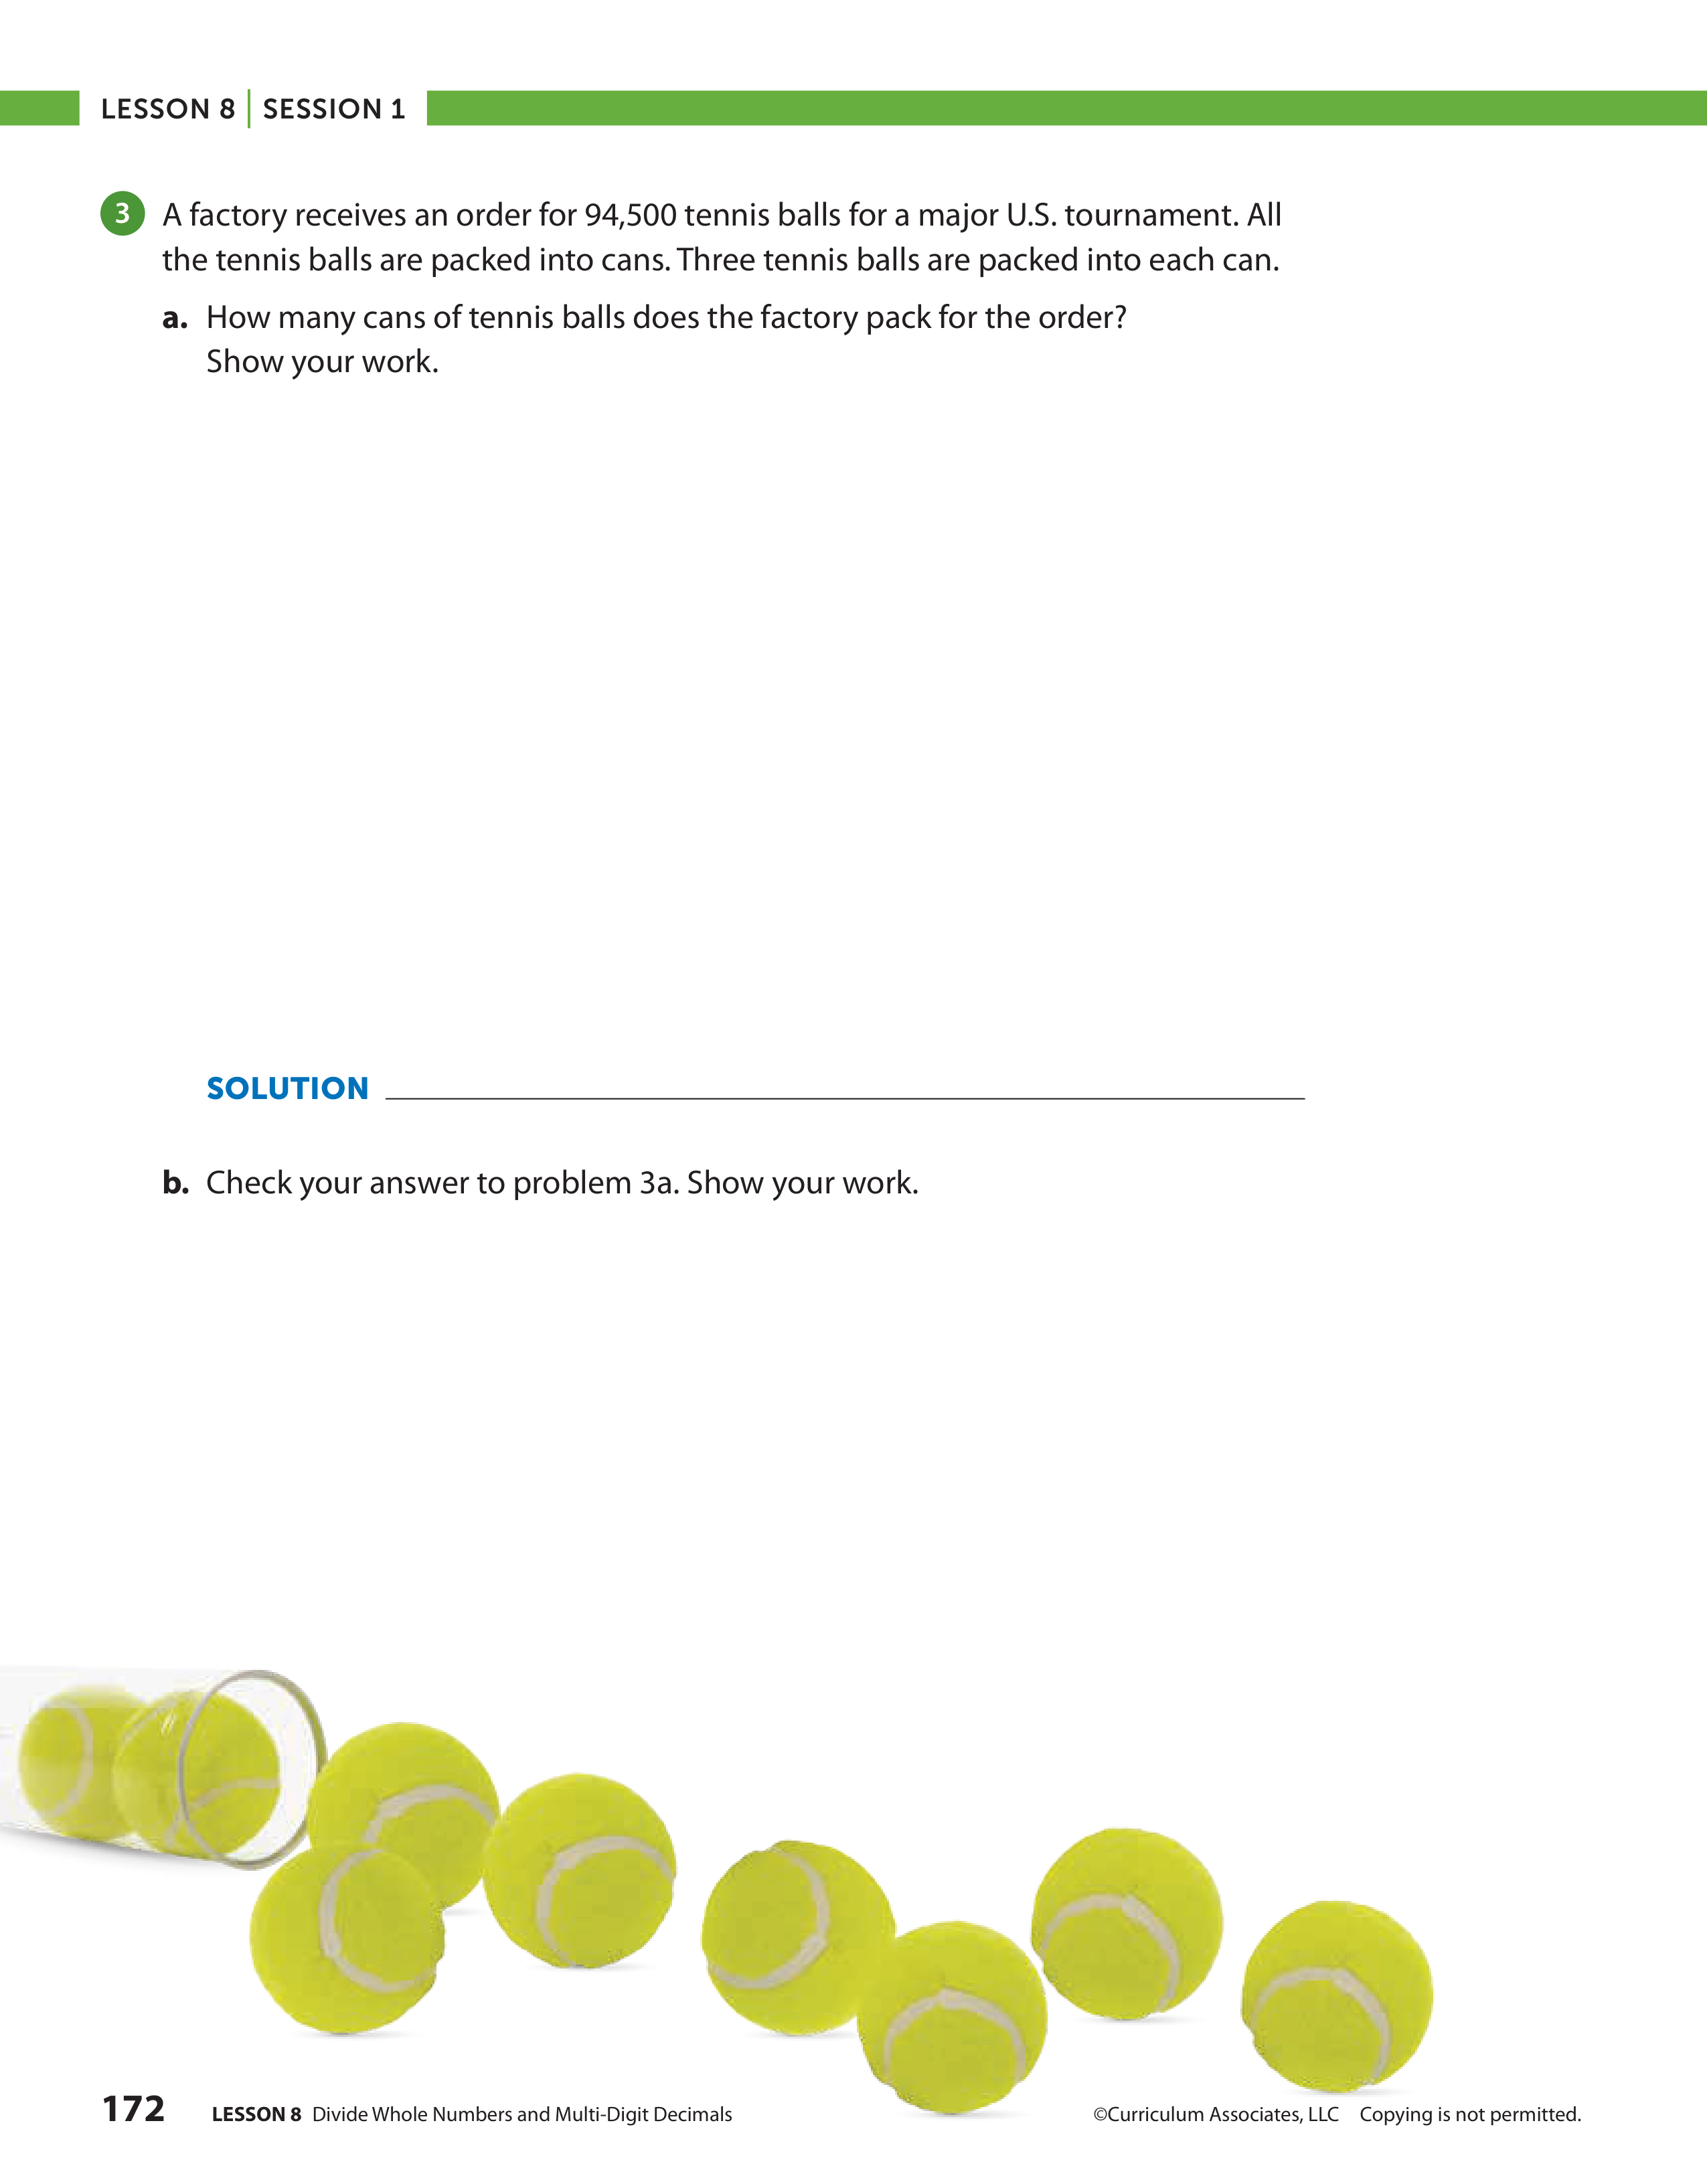 LESSON 8 | SESSION 1
3 A factory receives an order for 94,500 tennis balls for a major U.S. tournament. All
the tennis balls are packed into cans. Three tennis balls are packed into each can.
a. How many cans of tennis balls does the factory pack for the order?
Show your work.
SOLUTION
b. Check your answer to problem 3a. Show your work.
172 LESSON 8 Divide Whole Numbers and Multi-Digit Decimals ©Curriculum Associates, LLC Copying is not permitted.